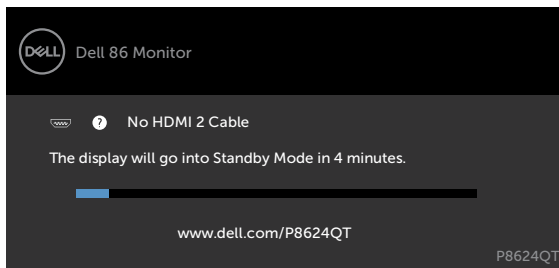 DELL
Dell 86 Monitor
? No HDMI 2 Cable
The display will go into Standby Mode in 4 minutes.
www.dell.com/P8624QT
P8624QT